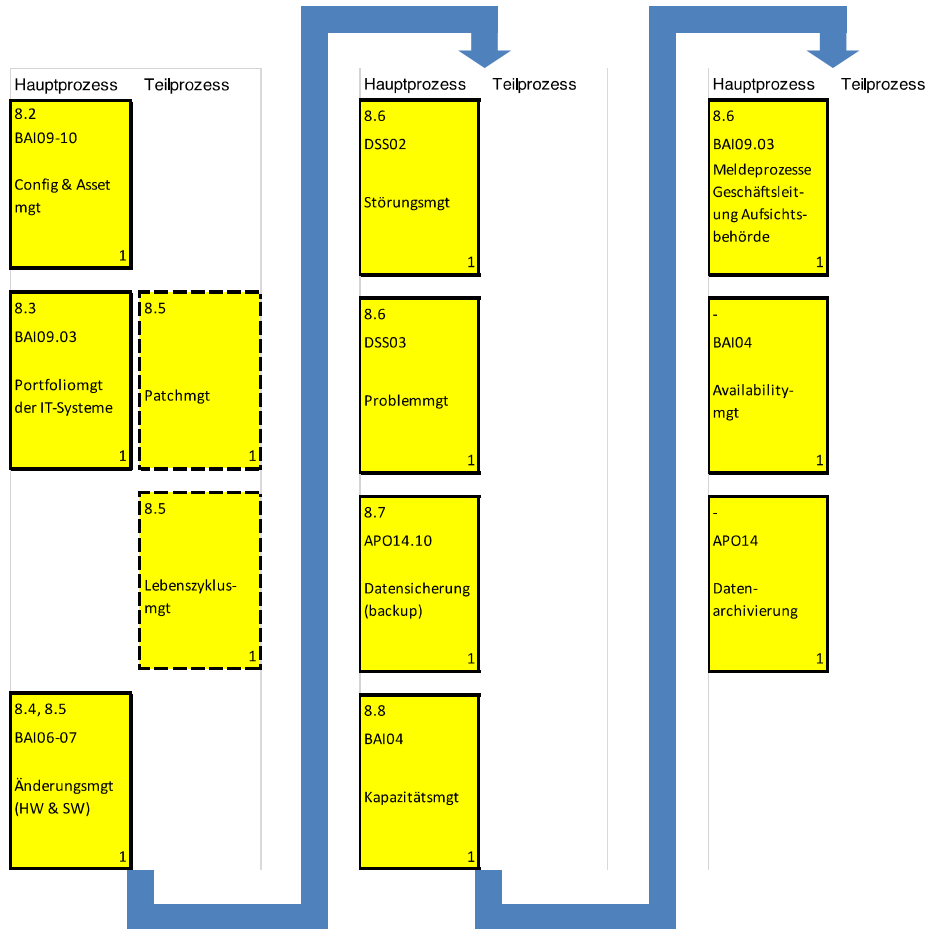 Hauptprozess Teilprozess
8.2
BAI09-10
Config & Asset
mgt
1
8.3
BAI09.03
Portfoliomgt
der IT-Systeme
1
8.5
Patchmgt
1
8.5
Lebenszyklus-
mgt
1
8.4, 8.5
BAI06-07
Änderungsmgt
(HW & SW)
1
Hauptprozess Teilprozess
8.6
DSS02
Störungsmgt
1
8.6
DSS03
Problemmgt
1
8.7
APO14.10
Datensicherung
(backup)
1
8.8
BAI04
Kapazitätsmgt
1
Hauptprozess Teilprozess
8.6
BAI09.03
Meldeprozesse
Geschäftsleit-
ung Aufsichts-
behörde
1
-
BAI04
Availability-
mgt
1
-
APO14
Daten-
archivierung
1